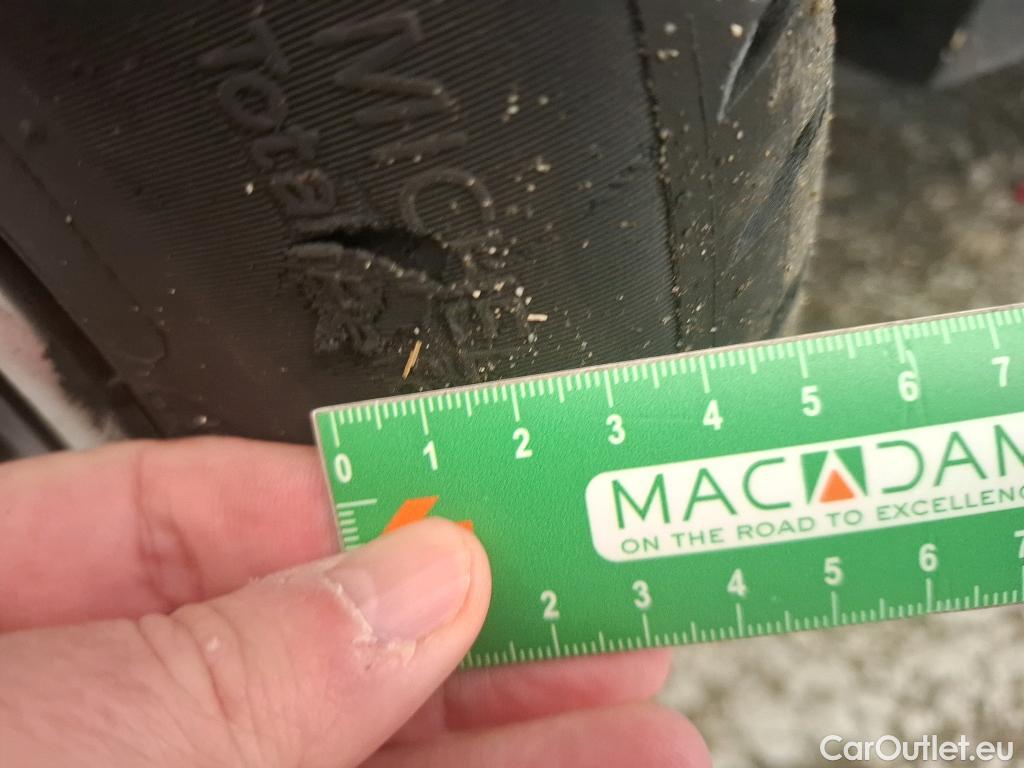 MIC
Total
0 1 2 3 4 5 6 7
MACADAM
ON THE ROAD TO EXCELLENC
2 3 4 5 6 7
CarOutlet.eu